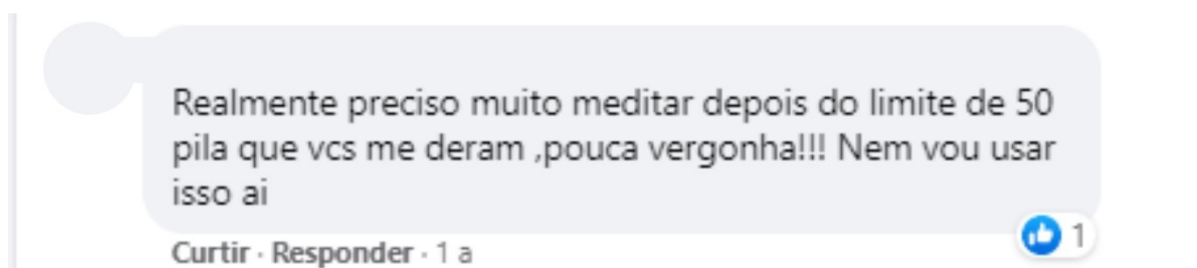 Realmente preciso muito meditar depois do limite de 50
pila que vcs me deram ,pouca vergonha!!! Nem vou usar
isso ai
1
Curtir · Responder · 1 a